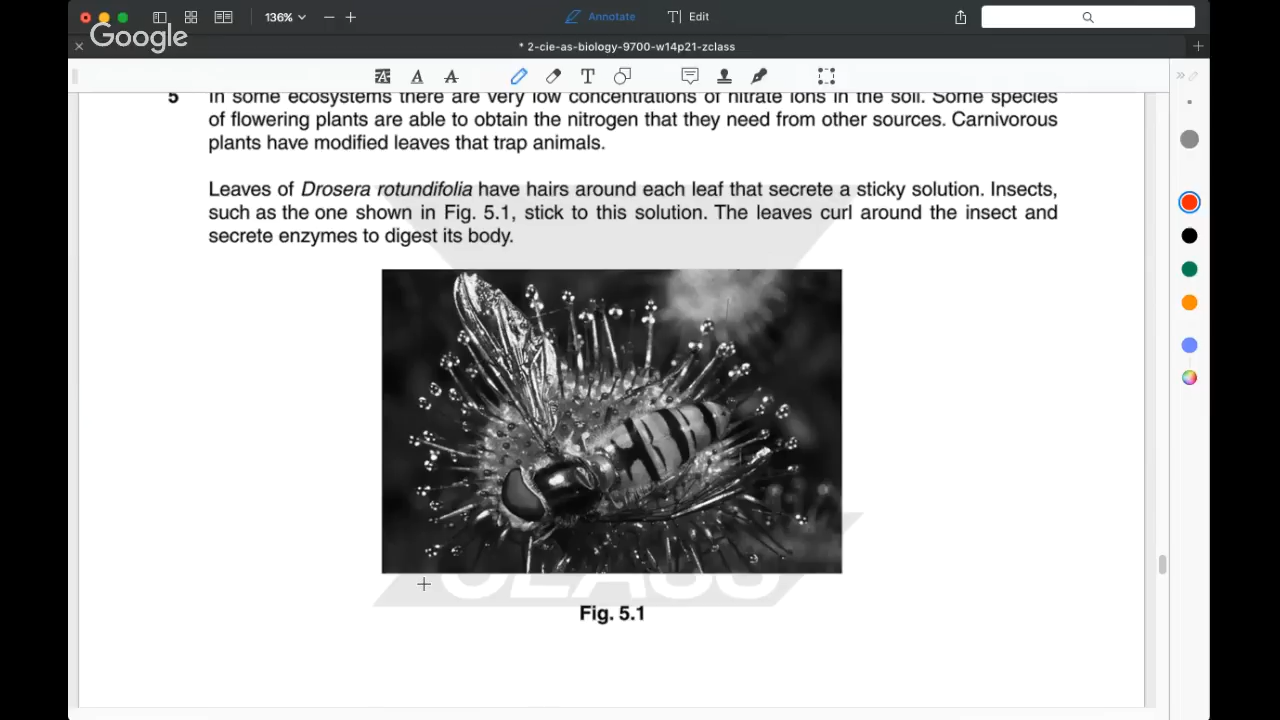 136%
Annotate
Edit
Google
* 2-cie-as-biology-9700-w14p21-zclass
5 In some ecosystems there are very low concentrations of nitrate ions in the soil. Some species
of flowering plants are able to obtain the nitrogen that they need from other sources. Carnivorous
plants have modified leaves that trap animals.
Leaves of Drosera rotundifolia have hairs around each leaf that secrete a sticky solution. Insects,
such as the one shown in Fig. 5.1, stick to this solution. The leaves curl around the insect and
secrete enzymes to digest its body.
CLASS
Fig. 5.1